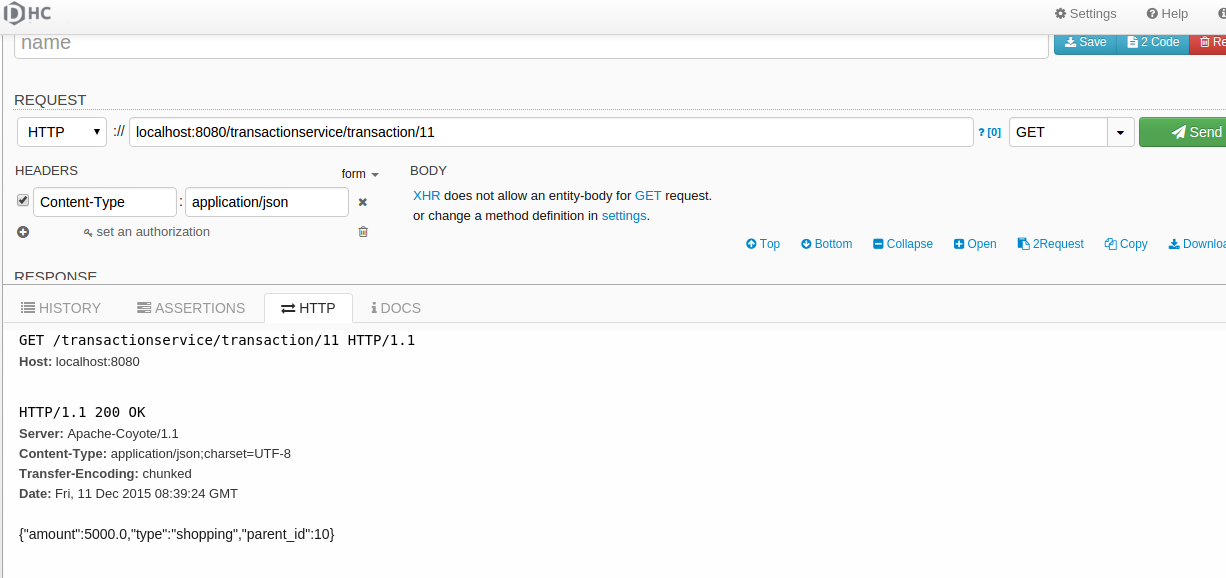 DHC Settings Help
name Save 2 Code Re
REQUEST
HTTP :// localhost:8080/transactionservice/transaction/11 ? [0] GET Send
HEADERS form BODY
Content-Type : application/json XHR does not allow an entity-body for GET request.
or change a method definition in settings.
set an authorization
Top Bottom Collapse Open 2Request Copy Downloa
RESPONSE
HISTORY ASSERTIONS HTTP DOCS
GET /transactionservice/transaction/11 HTTP/1.1
Host: localhost:8080
HTTP/1.1 200 OK
Server: Apache-Coyote/1.1
Content-Type: application/json;charset=UTF-8
Transfer-Encoding: chunked
Date: Fri, 11 Dec 2015 08:39:24 GMT
{"amount":5000.0,"type":"shopping","parent_id":10}